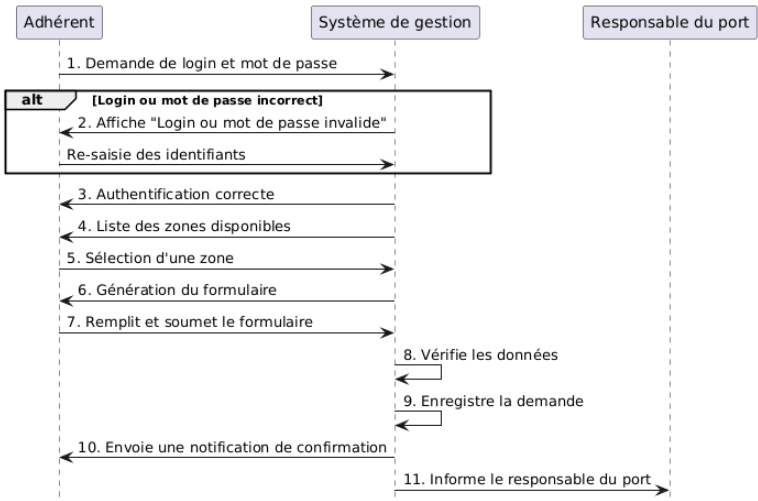 Adhérent
Système de gestion
Responsable du port
1. Demande de login et mot de passe
alt
[Login ou mot de passe incorrect]
2. Affiche "Login ou mot de passe invalide"
Re-saisie des identifiants
3. Authentification correcte
4. Liste des zones disponibles
5. Sélection d'une zone
6. Génération du formulaire
7. Remplit et soumet le formulaire
8. Vérifie les données
9. Enregistre la demande
10. Envoie une notification de confirmation
11. Informe le responsable du port